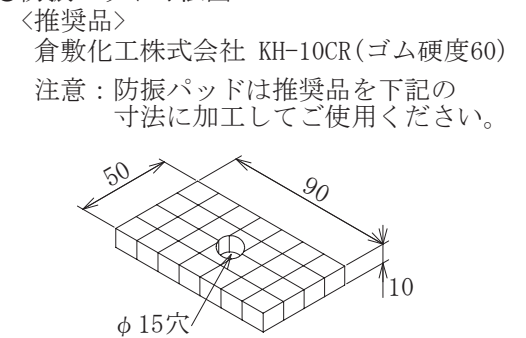 <推奨品>
倉敷化工株式会社 KH-10CR(ゴム硬度60)
注意：防振パッドは推奨品を下記の
寸法に加工してご使用ください。
50
90
10
φ15穴